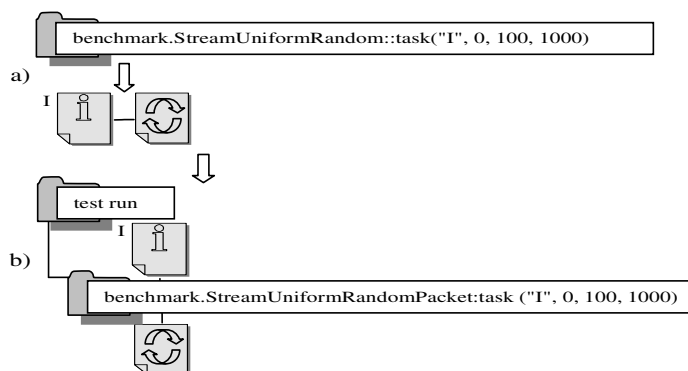 benchmark.StreamUniformRandom::task("I", 0, 100, 1000)
a)
I
i
test run
I
i
b)
benchmark.StreamUniformRandomPacket:task ("I", 0, 100, 1000)